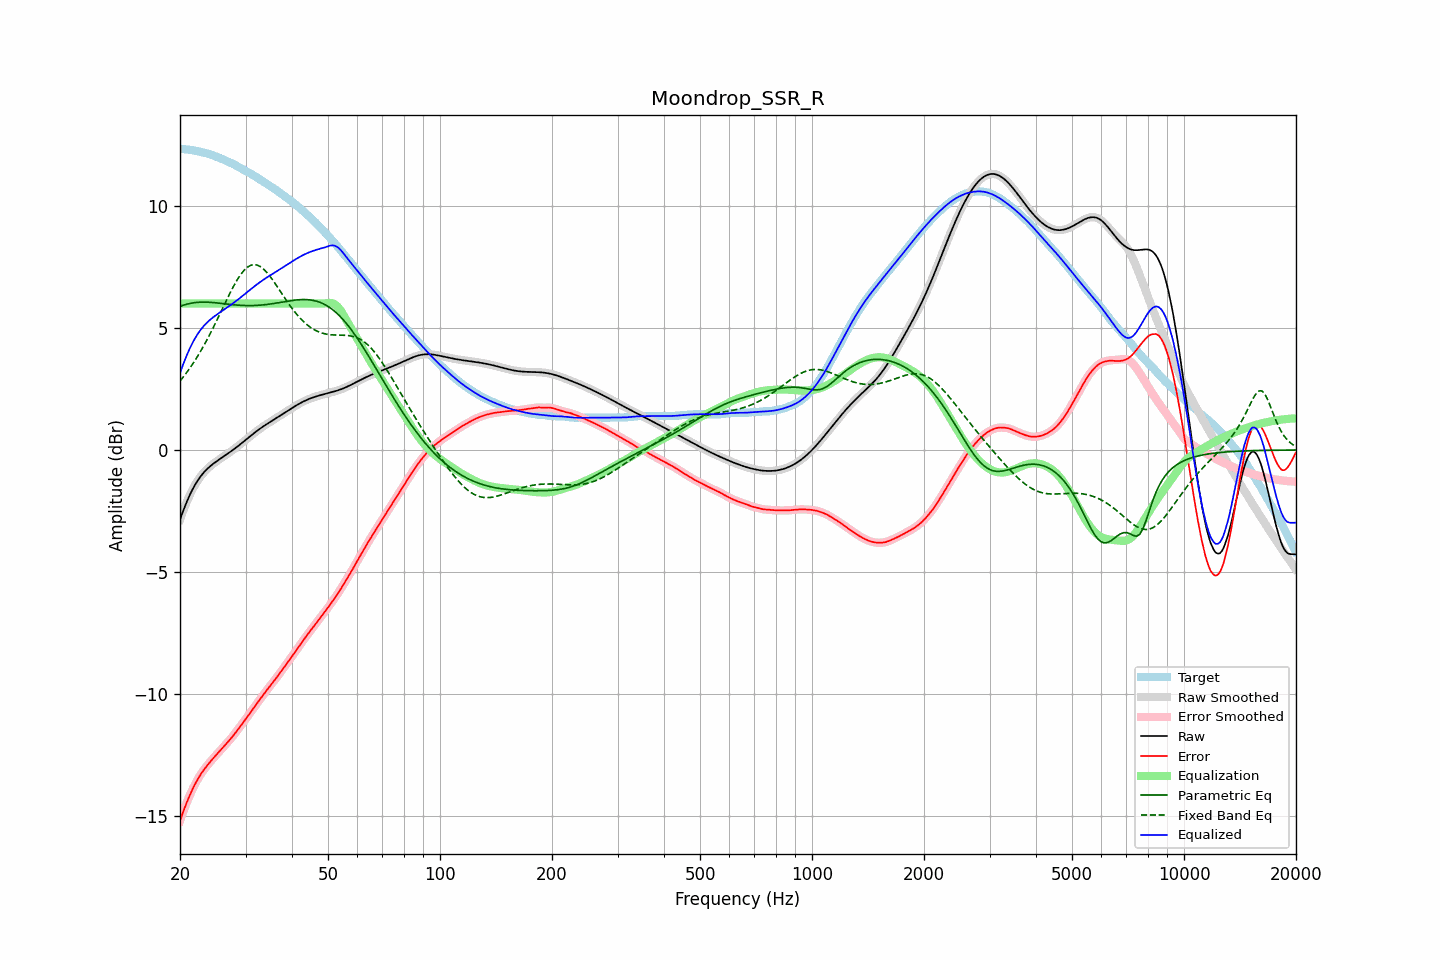 Moondrop_SSR_R
Amplitude (dBr)
10
5
0
−5
−10
−15
20
50
100
200
500
1000
2000
5000
10000
20000
Frequency (Hz)
Target
Raw Smoothed
Error Smoothed
Raw
Error
Equalization
Parametric Eq
Fixed Band Eq
Equalized